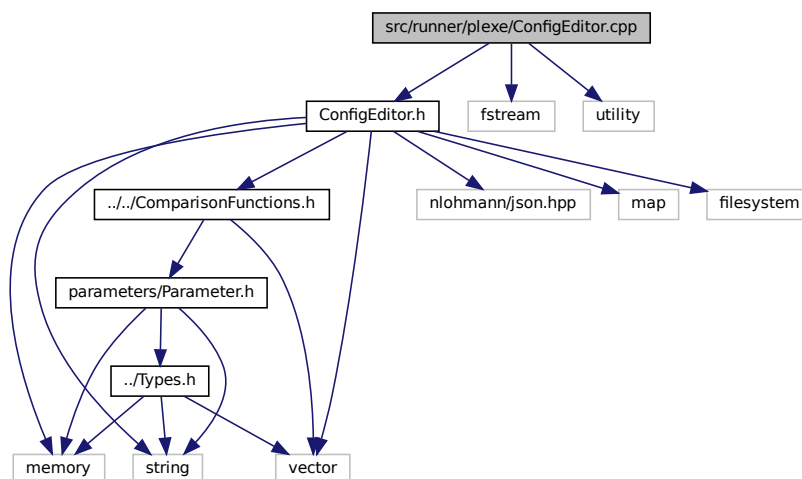 src/runner/plexe/ConfigEditor.cpp
ConfigEditor.h
fstream
utility
../../ComparisonFunctions.h
nlohmann/json.hpp
map
filesystem
parameters/Parameter.h
../Types.h
memory
string
vector